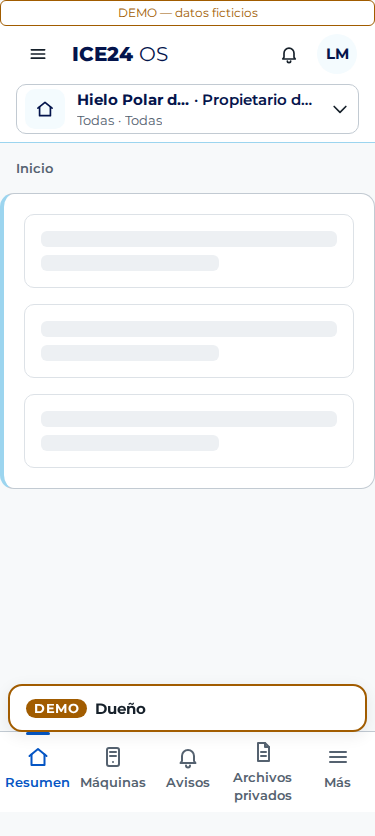 DEMO — datos ficticios
ICE24 OS
LM
Hielo Polar d... · Propietario d...
Todas · Todas
Inicio
DEMO Dueño
Resumen
Máquinas
Avisos
Archivos privados
Más